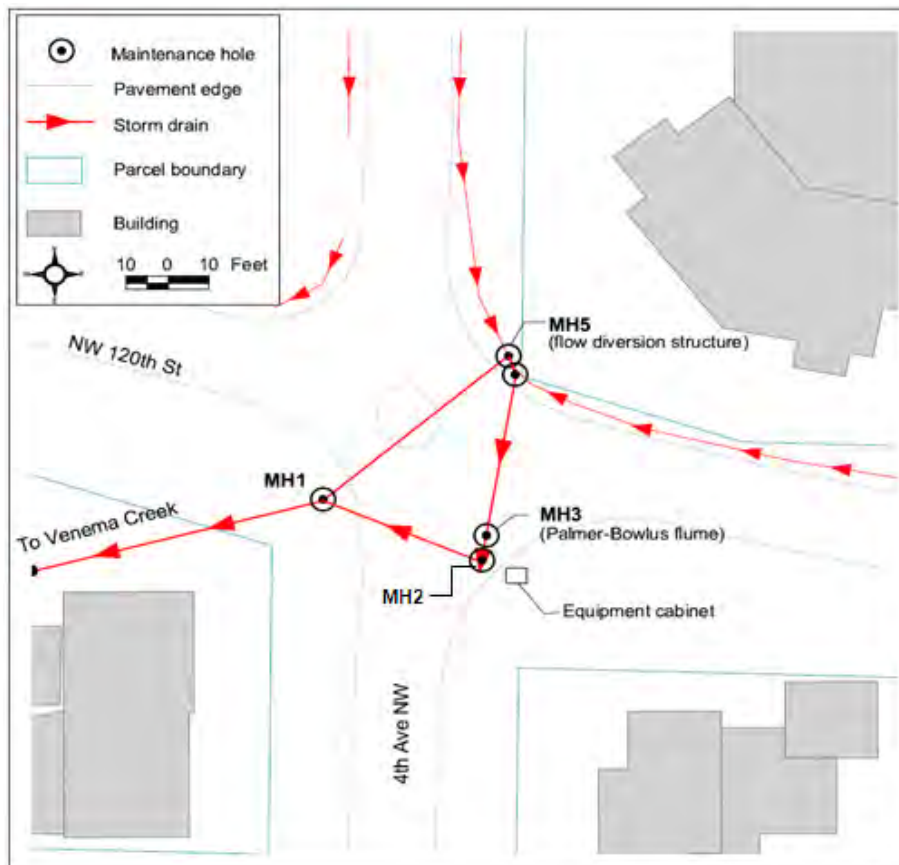 Maintenance hole
Pavement edge
Storm drain
Parcel boundary
Building
10 0 10 Feet
NW 120th St
MH5
(flow diversion structure)
MH1
MH3
(Palmer-Bowlus flume)
To Venema Creek
MH2
Equipment cabinet
4th Ave NW